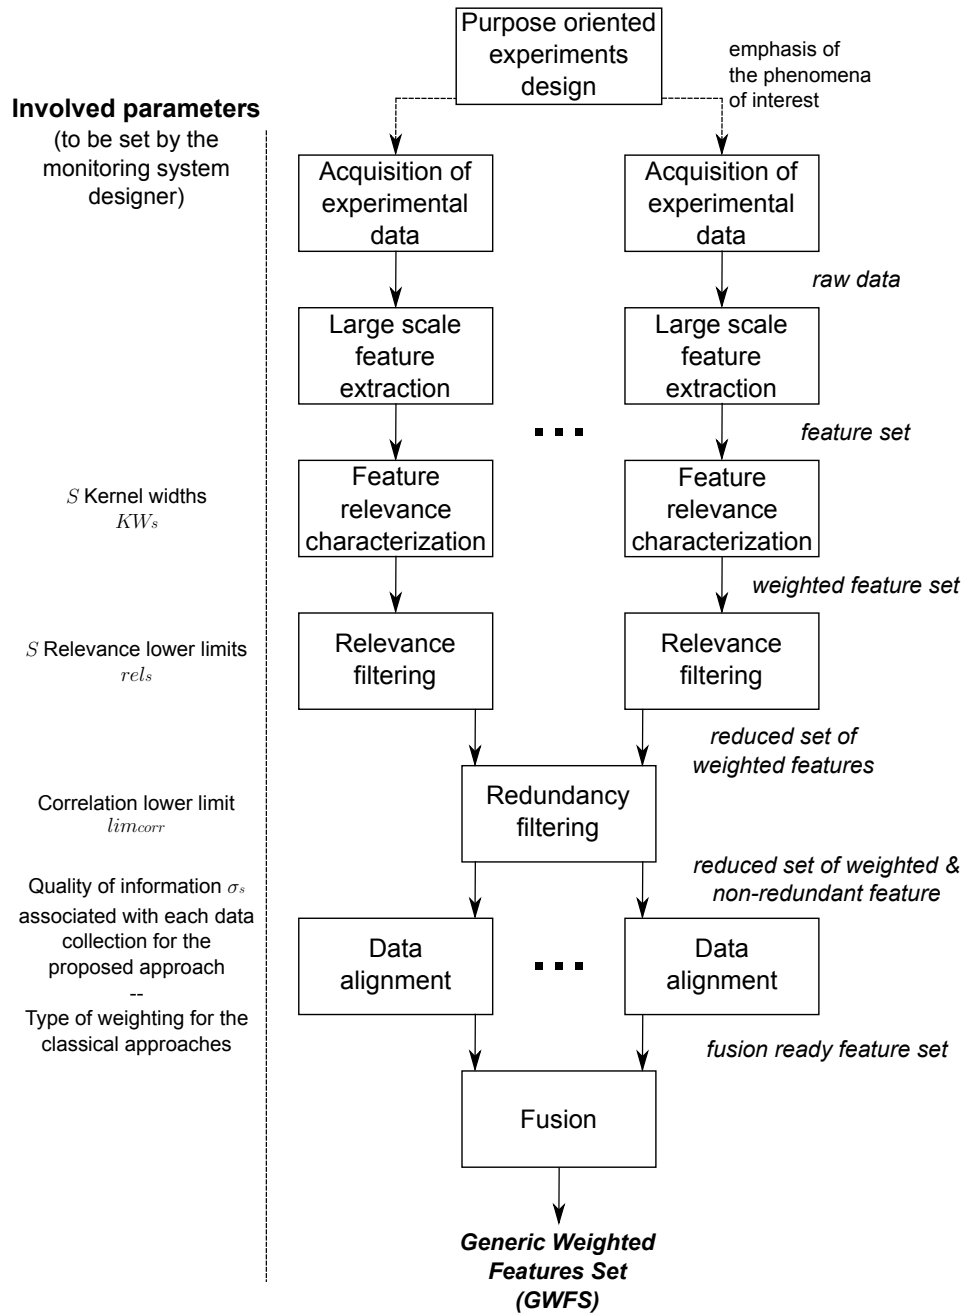 Purpose oriented
experiments
design
emphasis of
the phenomena
of interest
Involved parameters
(to be set by the
monitoring system
designer)
Acquisition of
experimental
data
Acquisition of
experimental
data
raw data
Large scale
feature
extraction
Large scale
feature
extraction
feature set
S Kernel widths
KWs
Feature
relevance
characterization
Feature
relevance
characterization
weighted feature set
S Relevance lower limits
rels
Relevance
filtering
Relevance
filtering
reduced set of
weighted features
Correlation lower limit
limcorr
Redundancy
filtering
reduced set of weighted &
non-redundant feature
Quality of information σs
associated with each data
collection for the
proposed approach
--
Type of weighting for the
classical approaches
Data
alignment
Data
alignment
fusion ready feature set
Fusion
Generic Weighted
Features Set
(GWFS)